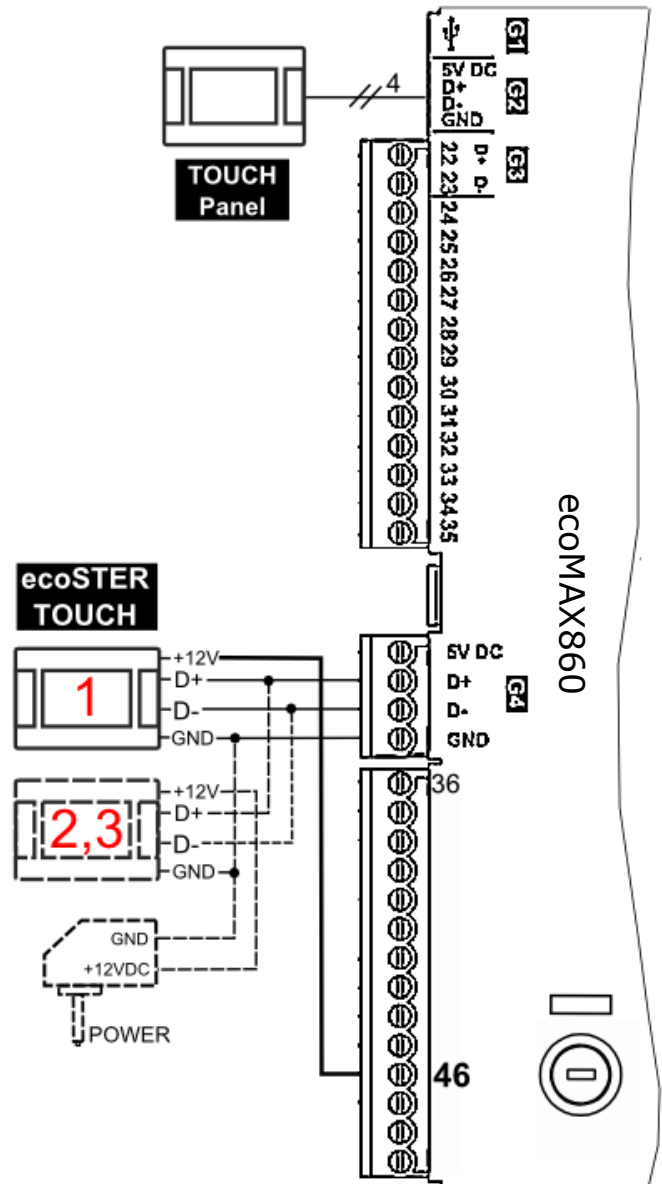 G1
5V DC
D+
D-
GND
G2
4
TOUCH
Panel
22 D+
23 D-
G3
24
25
26
27
28
29
30
31
32
33
34
35
ecoMAX860
ecoSTER
TOUCH
1
+12V
D+
D-
GND
5V DC
D+
D-
GND
G4
36
2,3
+12V
D+
D-
GND
GND
+12VDC
POWER
46